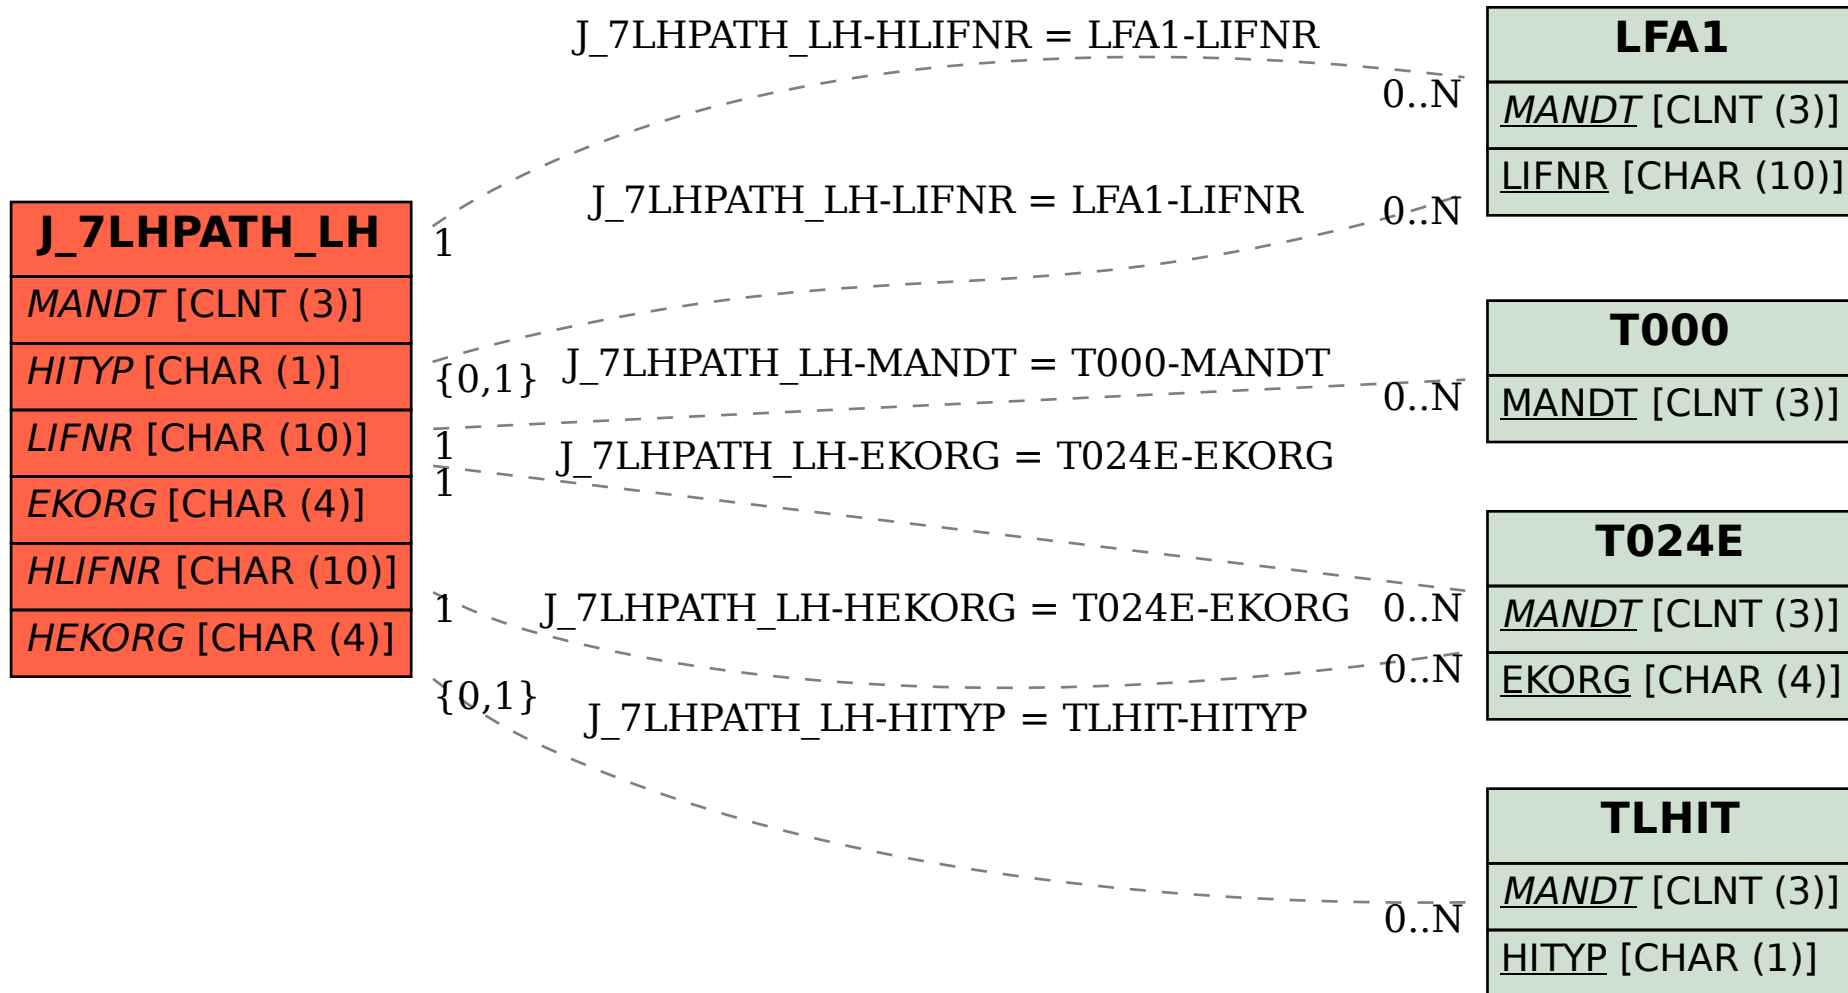 J_7LHPATH_LH
MANDT [CLNT (3)]
HITYP [CHAR (1)]
LIFNR [CHAR (10)]
EKORG [CHAR (4)]
HLIFNR [CHAR (10)]
HEKORG [CHAR (4)]
J_7LHPATH_LH-HLIFNR = LFA1-LIFNR
1
0..N
J_7LHPATH_LH-LIFNR = LFA1-LIFNR
{0,1}
0..N
J_7LHPATH_LH-MANDT = T000-MANDT
1
0..N
J_7LHPATH_LH-EKORG = T024E-EKORG
1
0..N
J_7LHPATH_LH-HEKORG = T024E-EKORG
1
0..N
J_7LHPATH_LH-HITYP = TLHIT-HITYP
{0,1}
0..N
LFA1
MANDT [CLNT (3)]
LIFNR [CHAR (10)]
T000
MANDT [CLNT (3)]
T024E
MANDT [CLNT (3)]
EKORG [CHAR (4)]
TLHIT
MANDT [CLNT (3)]
HITYP [CHAR (1)]